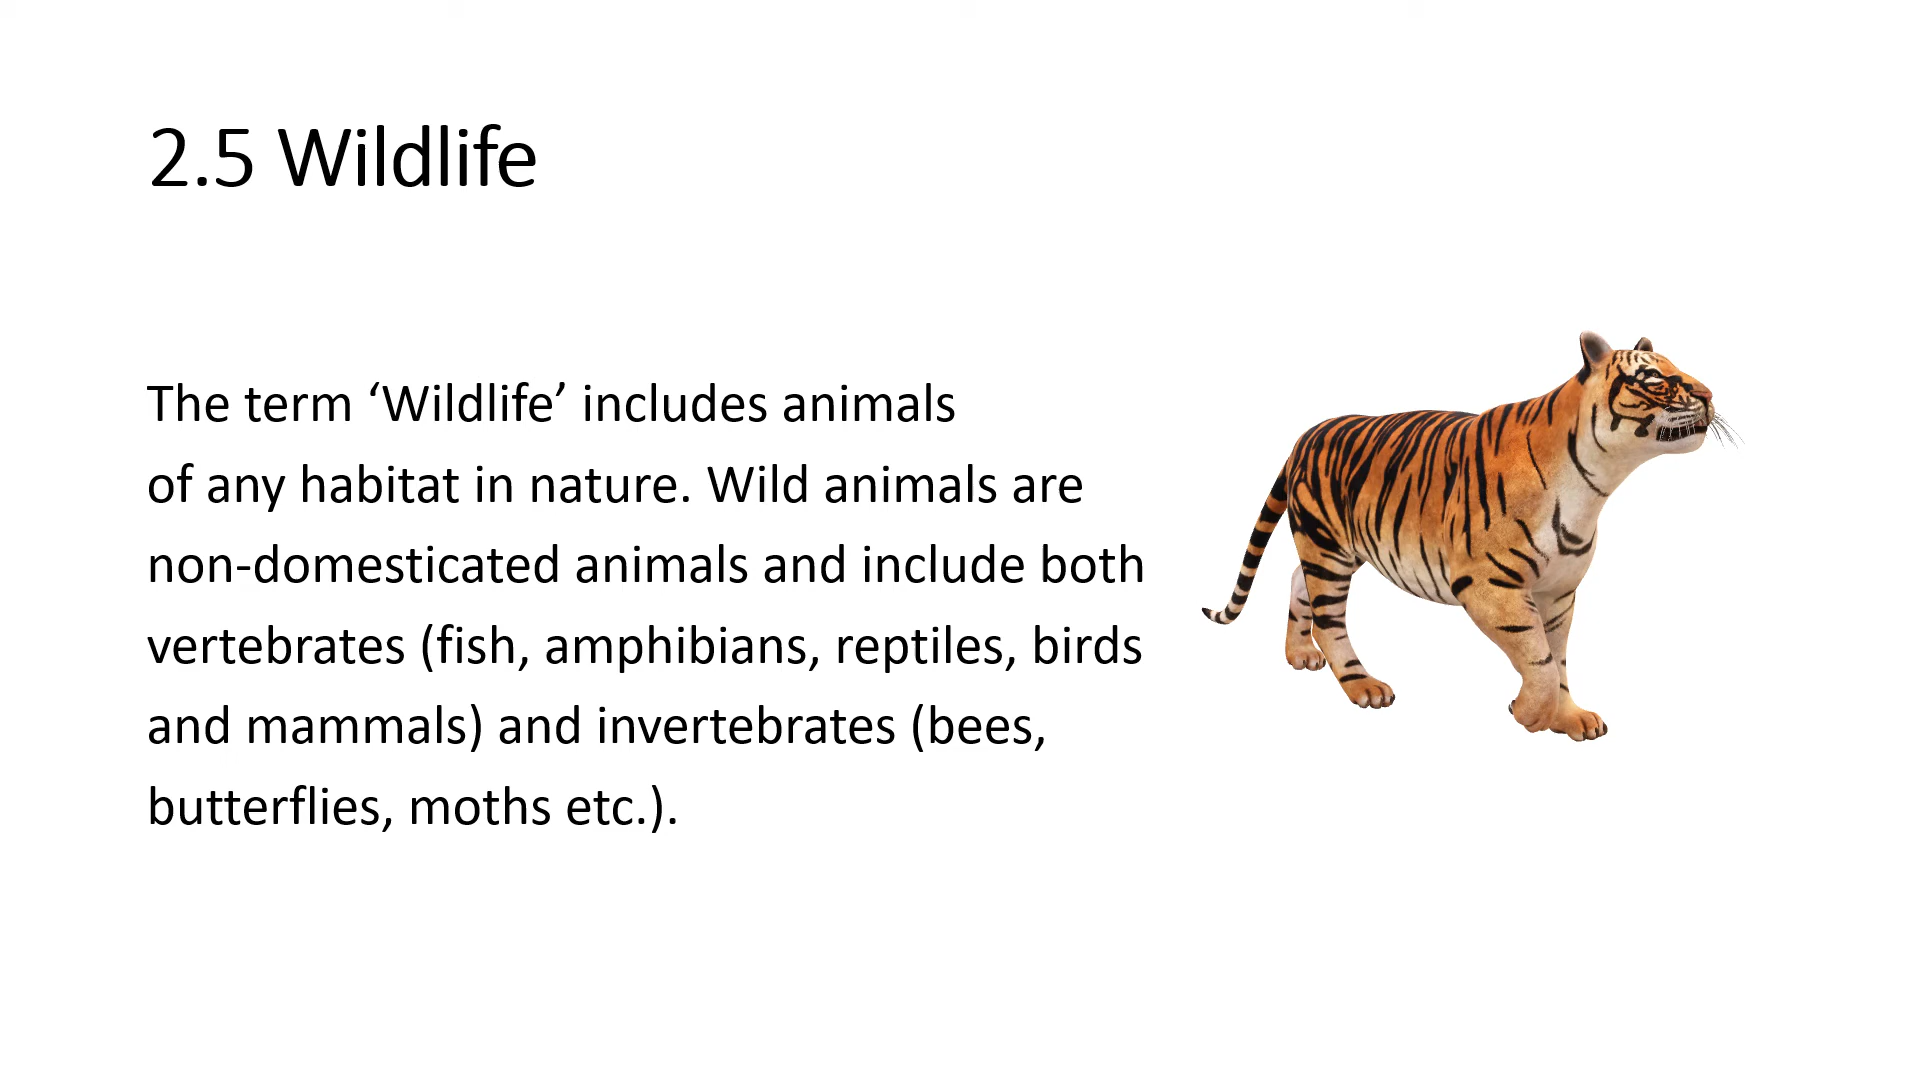 2.5 Wildlife
The term ‘Wildlife’ includes animals
of any habitat in nature. Wild animals are
non-domesticated animals and include both
vertebrates (fish, amphibians, reptiles, birds
and mammals) and invertebrates (bees,
butterflies, moths etc.).